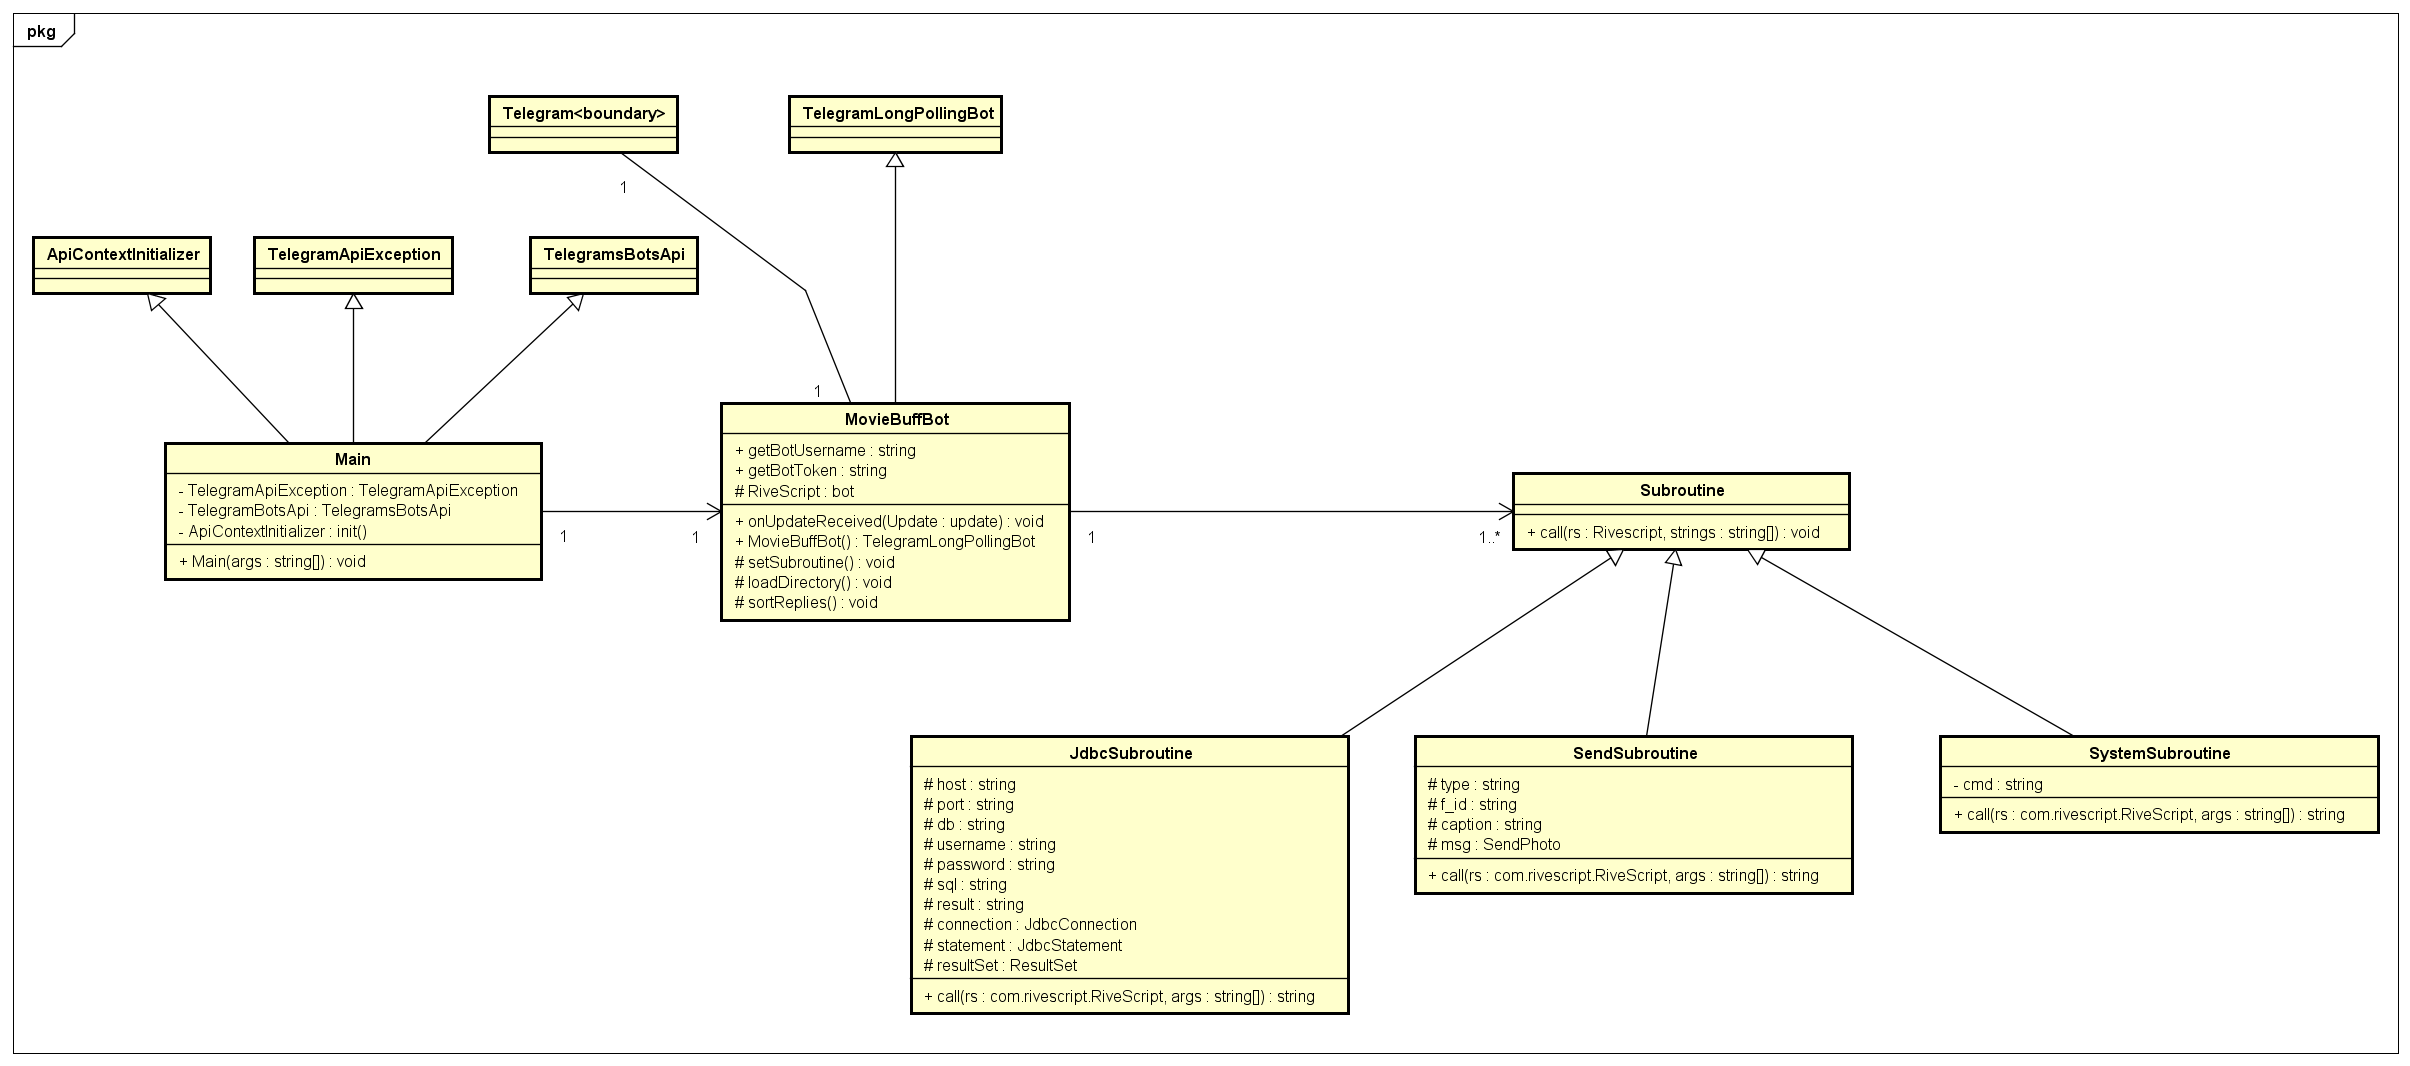 pkg
Telegram<boundary>
TelegramLongPollingBot
1
ApiContextInitializer
TelegramApiException
TelegramsBotsApi
1
Main
- TelegramApiException : TelegramApiException
- TelegramBotsApi : TelegramsBotsApi
- ApiContextInitializer : init()
+ Main(args : string[]) : void
1
1
MovieBuffBot
+ getBotUsername : string
+ getBotToken : string
# RiveScript : bot
+ onUpdateReceived(Update : update) : void
+ MovieBuffBot() : TelegramLongPollingBot
# setSubroutine() : void
# loadDirectory() : void
# sortReplies() : void
1
1..*
Subroutine
+ call(rs : Rivescript, strings : string[]) : void
JdbcSubroutine
# host : string
# port : string
# db : string
# username : string
# password : string
# sql : string
# result : string
# connection : JdbcConnection
# statement : JdbcStatement
# resultSet : ResultSet
+ call(rs : com.rivescript.RiveScript, args : string[]) : string
SendSubroutine
# type : string
# f_id : string
# caption : string
# msg : SendPhoto
+ call(rs : com.rivescript.RiveScript, args : string[]) : string
SystemSubroutine
- cmd : string
+ call(rs : com.rivescript.RiveScript, args : string[]) : string